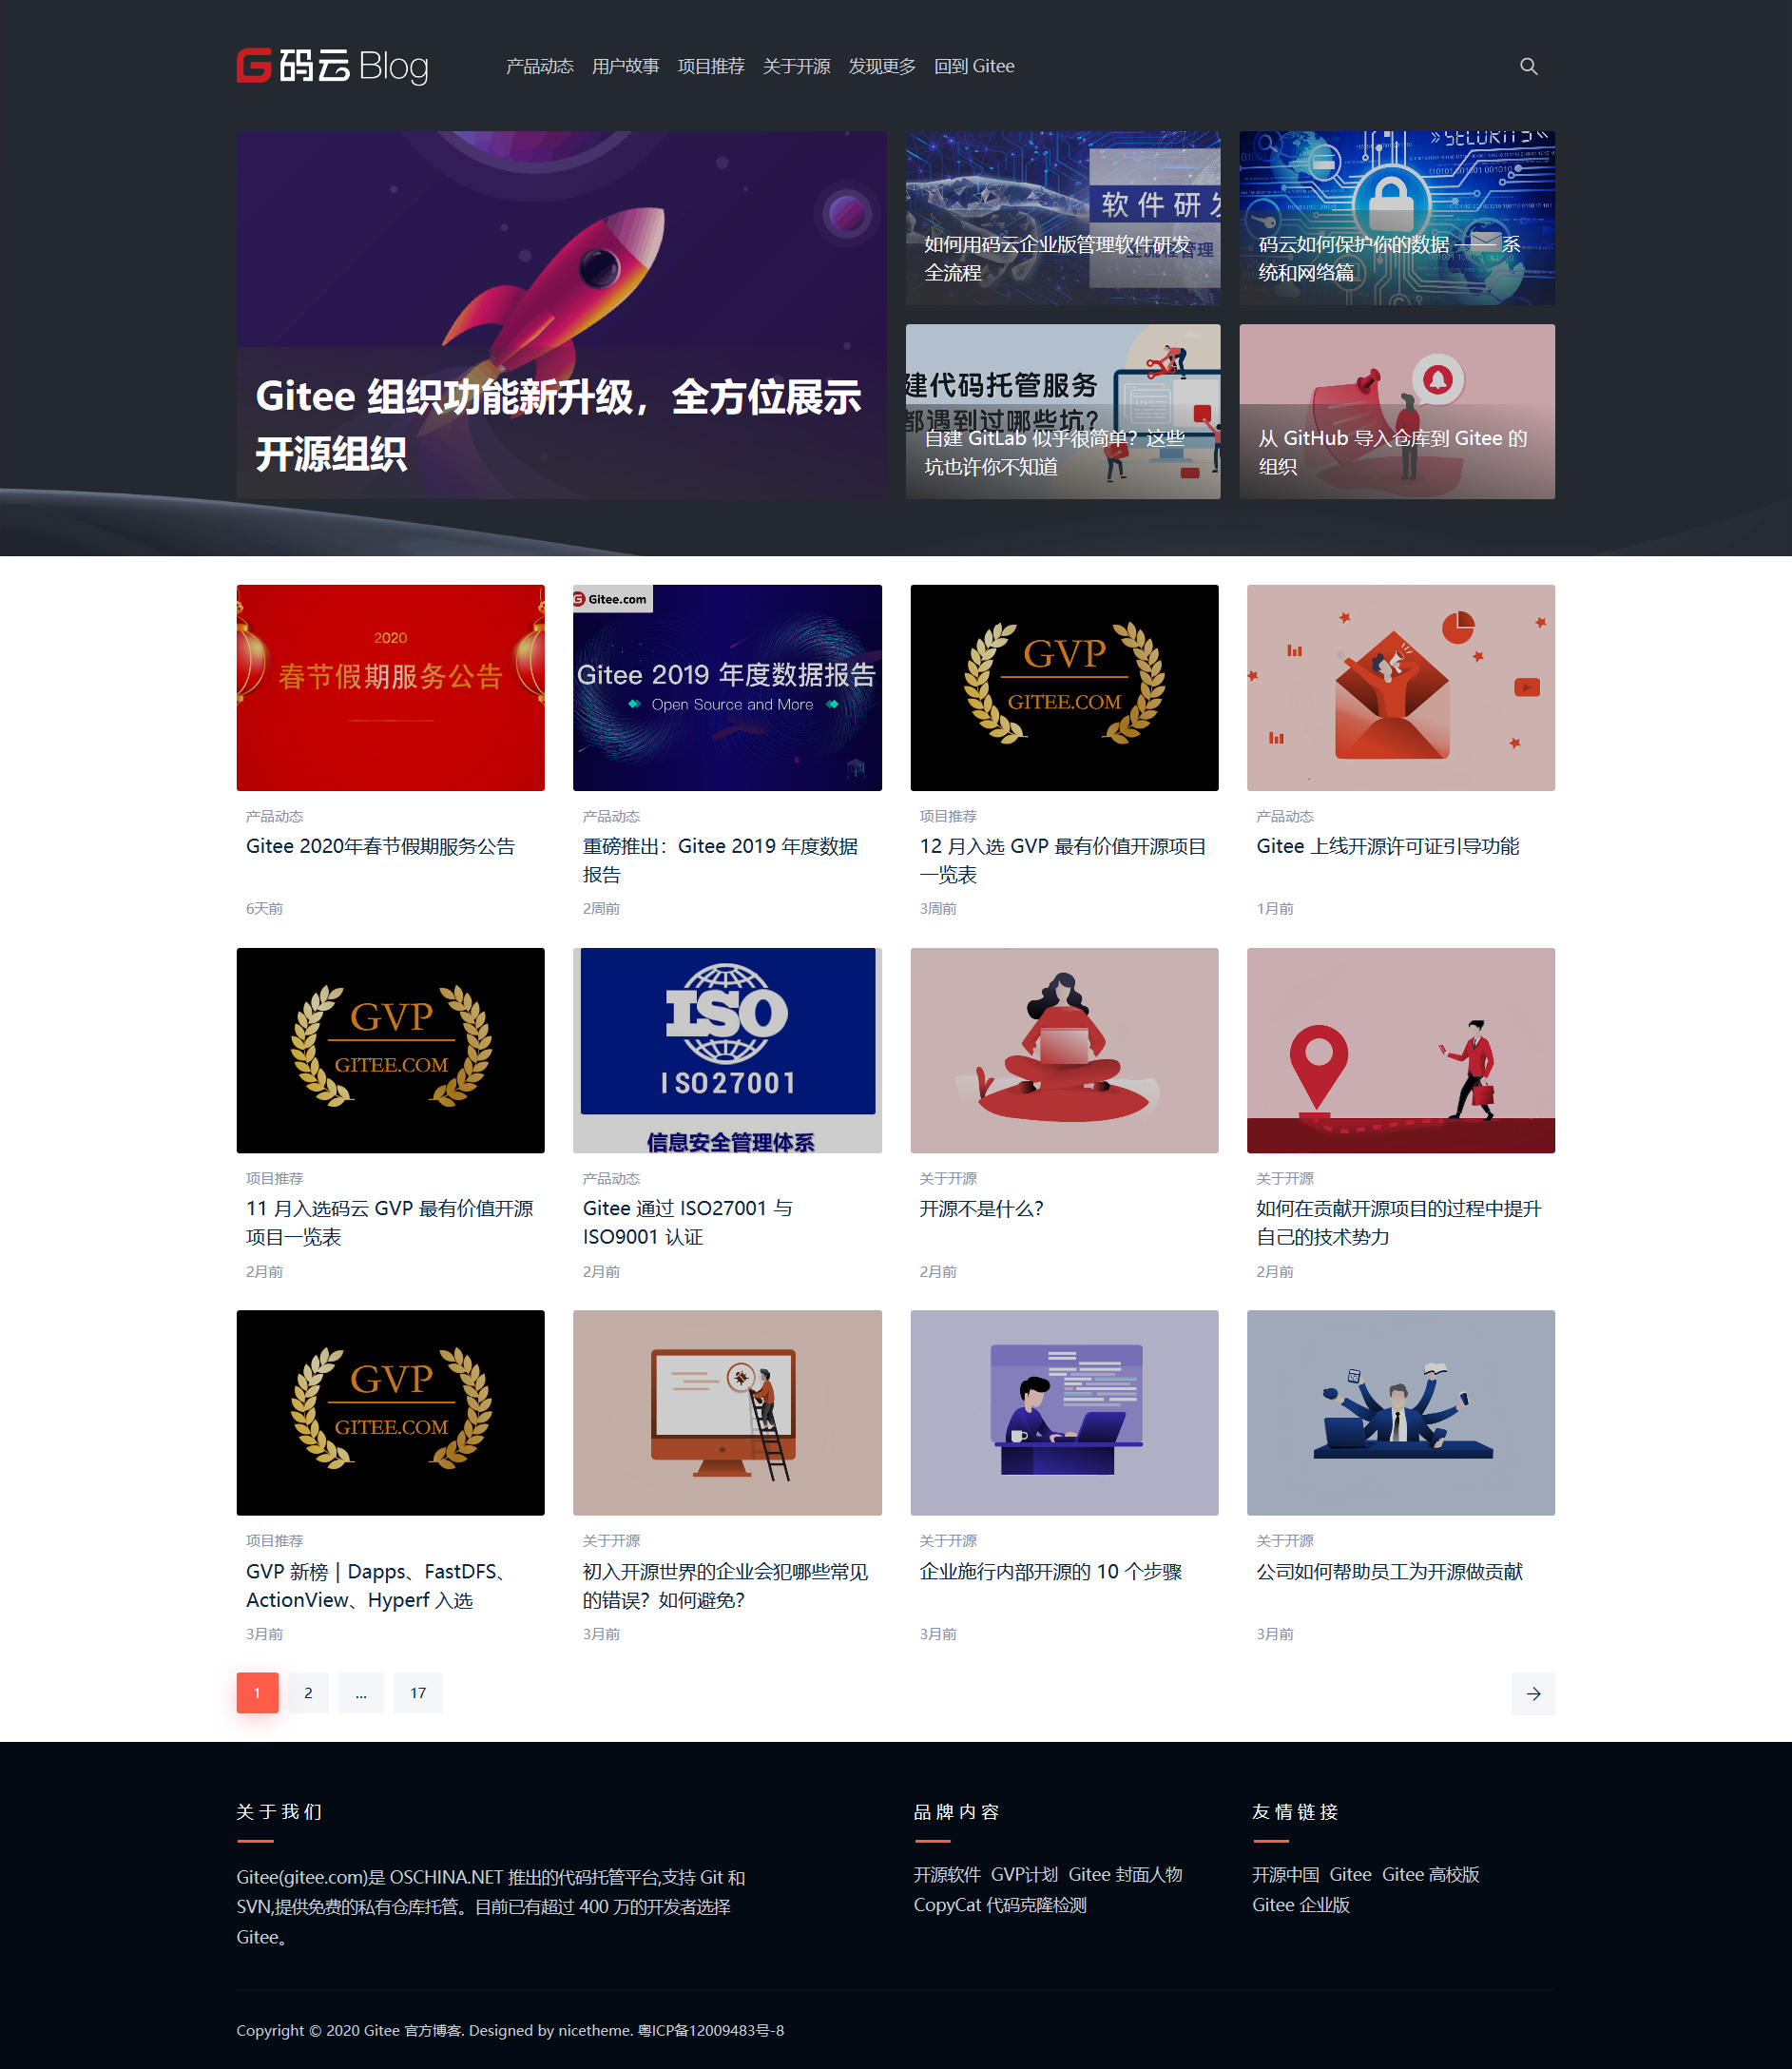 码云 Blog
产品动态 用户故事 项目推荐 关于开源 发现更多 回到 Gitee
Gitee 组织功能新升级，全方位展示
开源组织
软件研发
全流程管理
如何用码云企业版管理软件研发
全流程
SECURITY
码云如何保护你的数据 —— 系
统和网络篇
建代码托管服务
都遇到过哪些坑?
自建 GitLab 似乎很简单？这些
坑也许你不知道
从 GitHub 导入仓库到 Gitee 的
组织
2020
春节假期服务公告
产品动态
Gitee 2020年春节假期服务公告
6天前
Gitee.com
Gitee 2019 年度数据报告
Open Source and More
产品动态
重磅推出：Gitee 2019 年度数据
报告
2周前
GVP
GITEE.COM
项目推荐
12 月入选 GVP 最有价值开源项目
一览表
3周前
产品动态
Gitee 上线开源许可证引导功能
1月前
GVP
GITEE.COM
项目推荐
11 月入选码云 GVP 最有价值开源
项目一览表
2月前
ISO
ISO27001
信息安全管理体系
产品动态
Gitee 通过 ISO27001 与
ISO9001 认证
2月前
关于开源
开源不是什么？
2月前
关于开源
如何在贡献开源项目的过程中提升
自己的技术势力
2月前
GVP
GITEE.COM
项目推荐
GVP 新榜 | Dapps、FastDFS、
ActionView、Hyperf 入选
3月前
关于开源
初入开源世界的企业会犯哪些常见
的错误？如何避免？
3月前
关于开源
企业施行内部开源的 10 个步骤
3月前
关于开源
公司如何帮助员工为开源做贡献
3月前
1 2 ... 17
关于我们
Gitee(gitee.com)是 OSCHINA.NET 推出的代码托管平台,支持 Git 和
SVN,提供免费的私有仓库托管。目前已有超过 400 万的开发者选择
Gitee。
品牌内容
开源软件 GVP计划 Gitee 封面人物
CopyCat 代码克隆检测
友情链接
开源中国 Gitee Gitee 高校版
Gitee 企业版
Copyright © 2020 Gitee 官方博客. Designed by nicetheme. 粤ICP备12009483号-8